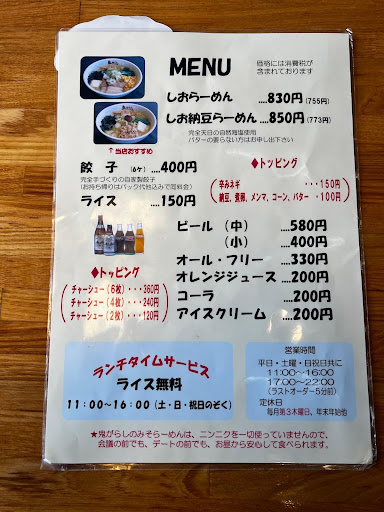 MENU
価格には消費税が
含まれております
しおらーめん ....830円(755円)
しお納豆らーめん ....850円(773円)
完全天日の自然海塩使用
バターの要らない方はお申し出下さい
↑当店おすすめ
餃 子 (6ケ) ....400円
完全手づくりの自家製餃子
(お持ち帰りはパック代他込みで同料金)
ライス ....150円
◆トッピング
辛みネギ ・・・150円
納豆、煮卵、メンマ、コーン、バター ・100円
ビール (中) ....580円
(小) ....400円
オール・フリー ....330円
オレンジジュース ....200円
コーラ ....200円
アイスクリーム ....200円
◆トッピング
チャーシュー(6枚)・・・360円
チャーシュー(4枚)・・・240円
チャーシュー(2枚)・・・120円
ランチタイムサービス
ライス無料
11:00〜16:00(土・日・祝日のぞく)
営業時間
平日・土曜・日祝日共に
11:00〜16:00
17:00〜22:00
(ラストオーダー5分前)
定休日
毎月第3木曜日、年末年始他
★鬼がらしのみそらーめんは、ニンニクを一切使っていませんので、
会議の前でも、デートの前でも、お昼から安心して食べられます。